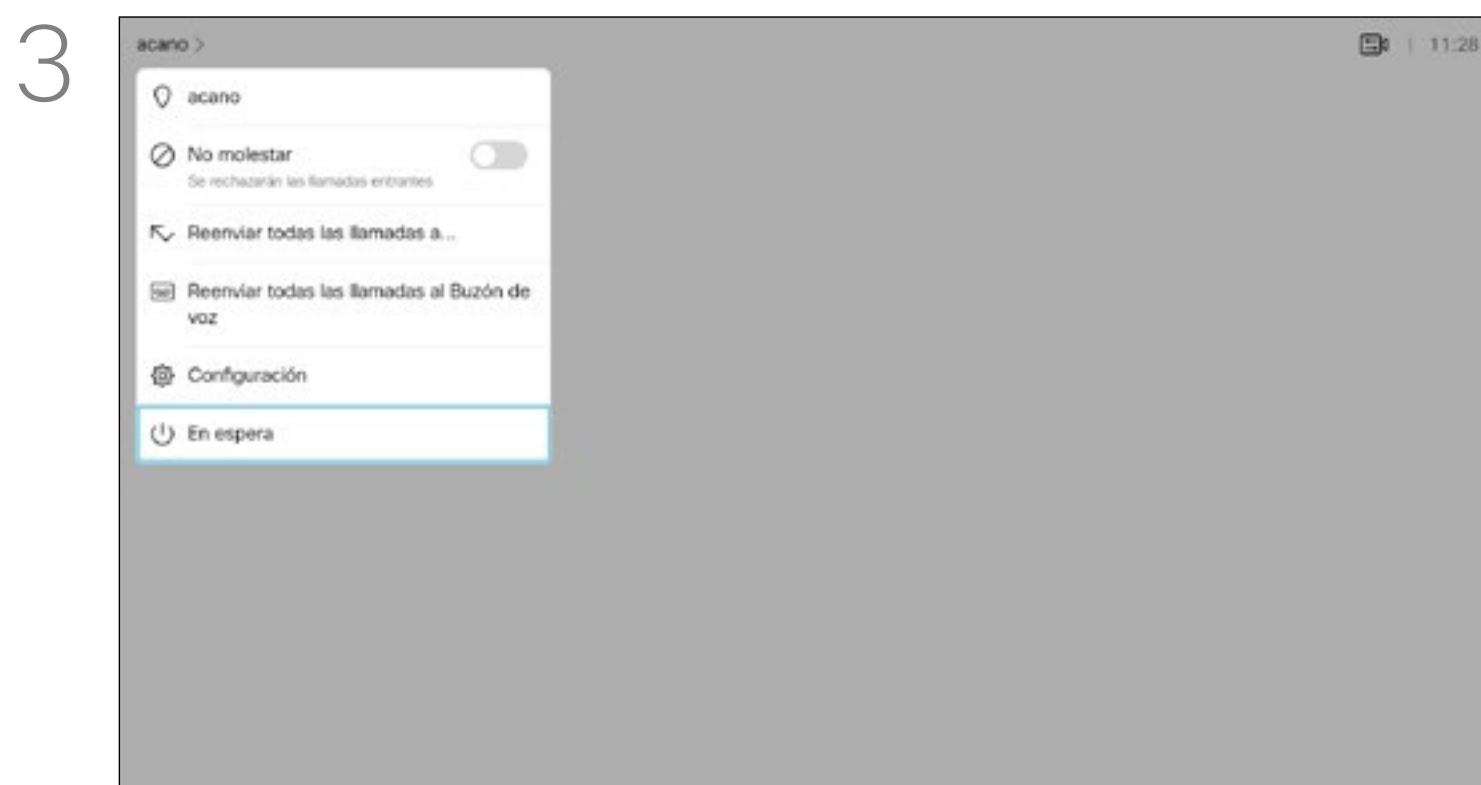 3
acano >
11:28
acano
No molestar
Se rechazarán las llamadas entrantes
Reenviar todas las llamadas a...
Reenviar todas las llamadas al Buzón de
voz
Configuración
En espera